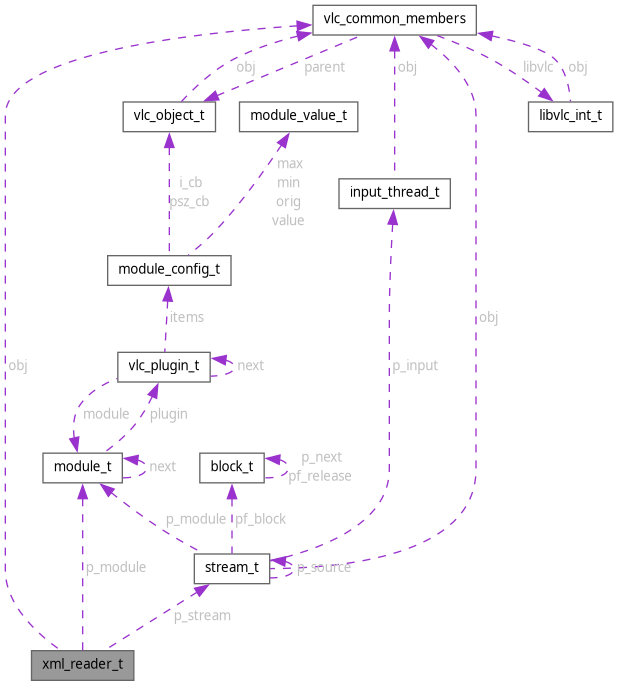 vlc_common_members
obj
parent
libvlc
obj
obj
vlc_object_t
module_value_t
libvlc_int_t
max
min
orig
value
i_cb
psz_cb
input_thread_t
module_config_t
items
obj
vlc_plugin_t
next
obj
p_input
module
plugin
module_t
next
block_t
p_next
pf_release
p_module
pf_block
stream_t
p_source
p_module
p_stream
xml_reader_t